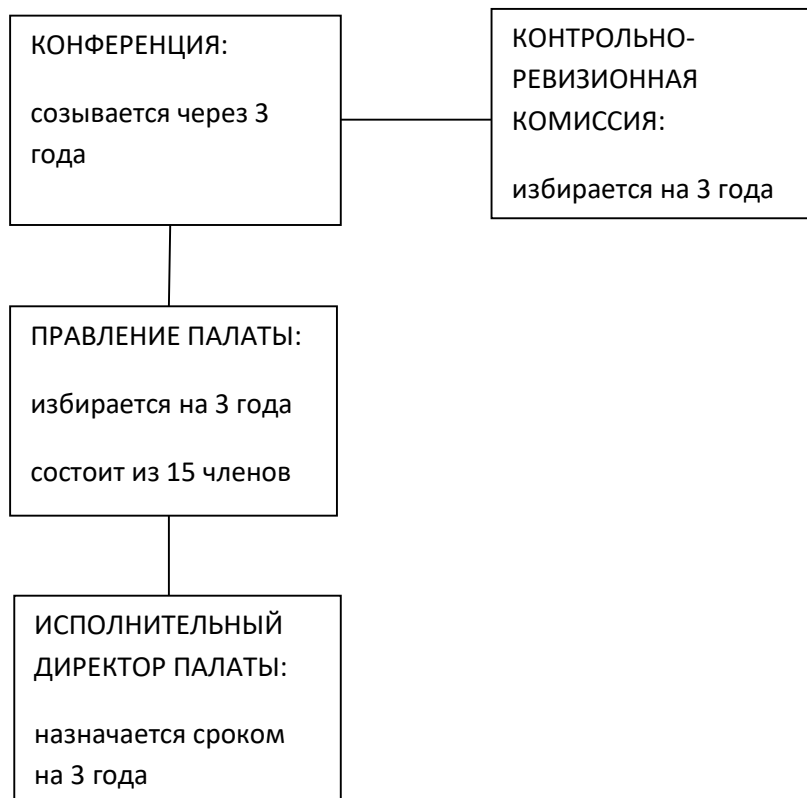 КОНФЕРЕНЦИЯ:
созывается через 3
года
КОНТРОЛЬНО-
РЕВИЗИОННАЯ
КОМИССИЯ:
избирается на 3 года
ПРАВЛЕНИЕ ПАЛАТЫ:
избирается на 3 года
состоит из 15 членов
ИСПОЛНИТЕЛЬНЫЙ
ДИРЕКТОР ПАЛАТЫ:
назначается сроком
на 3 года